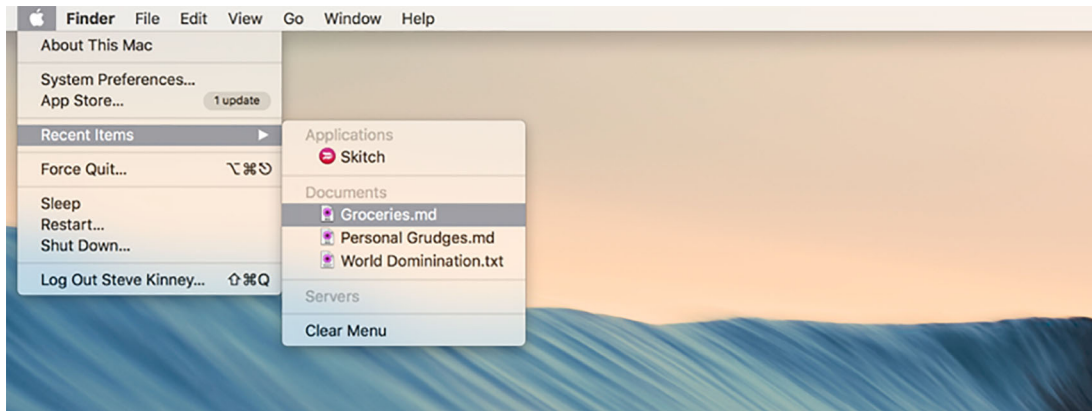 Finder File Edit View Go Window Help
About This Mac
System Preferences...
App Store... 1 update
Recent Items
Force Quit... ⌥⌘⎋
Sleep
Restart...
Shut Down...
Log Out Steve Kinney... ⇧⌘Q
Applications
Skitch
Documents
Groceries.md
Personal Grudges.md
World Dominination.txt
Servers
Clear Menu